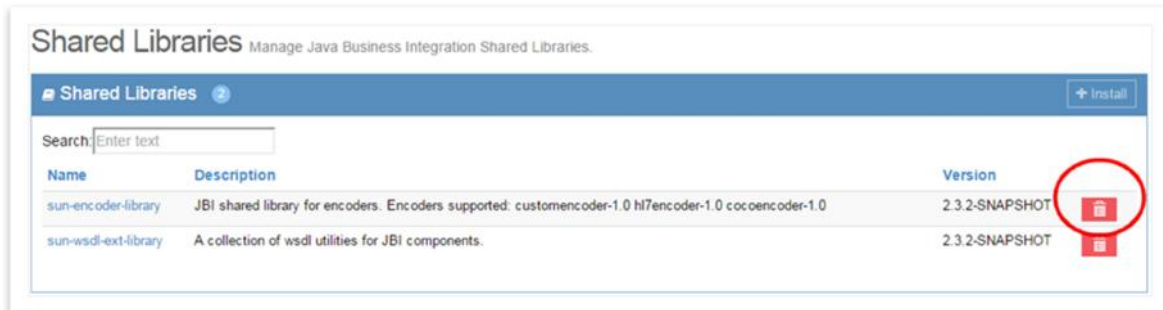 Shared Libraries Manage Java Business Integration Shared Libraries.
Shared Libraries 2
+ Install
Search: Enter text
Name Description Version
sun-encoder-library JBI shared library for encoders. Encoders supported: customencoder-1.0 hl7encoder-1.0 cocoencoder-1.0 2.3.2-SNAPSHOT
sun-wsdl-ext-library A collection of wsdl utilities for JBI components. 2.3.2-SNAPSHOT